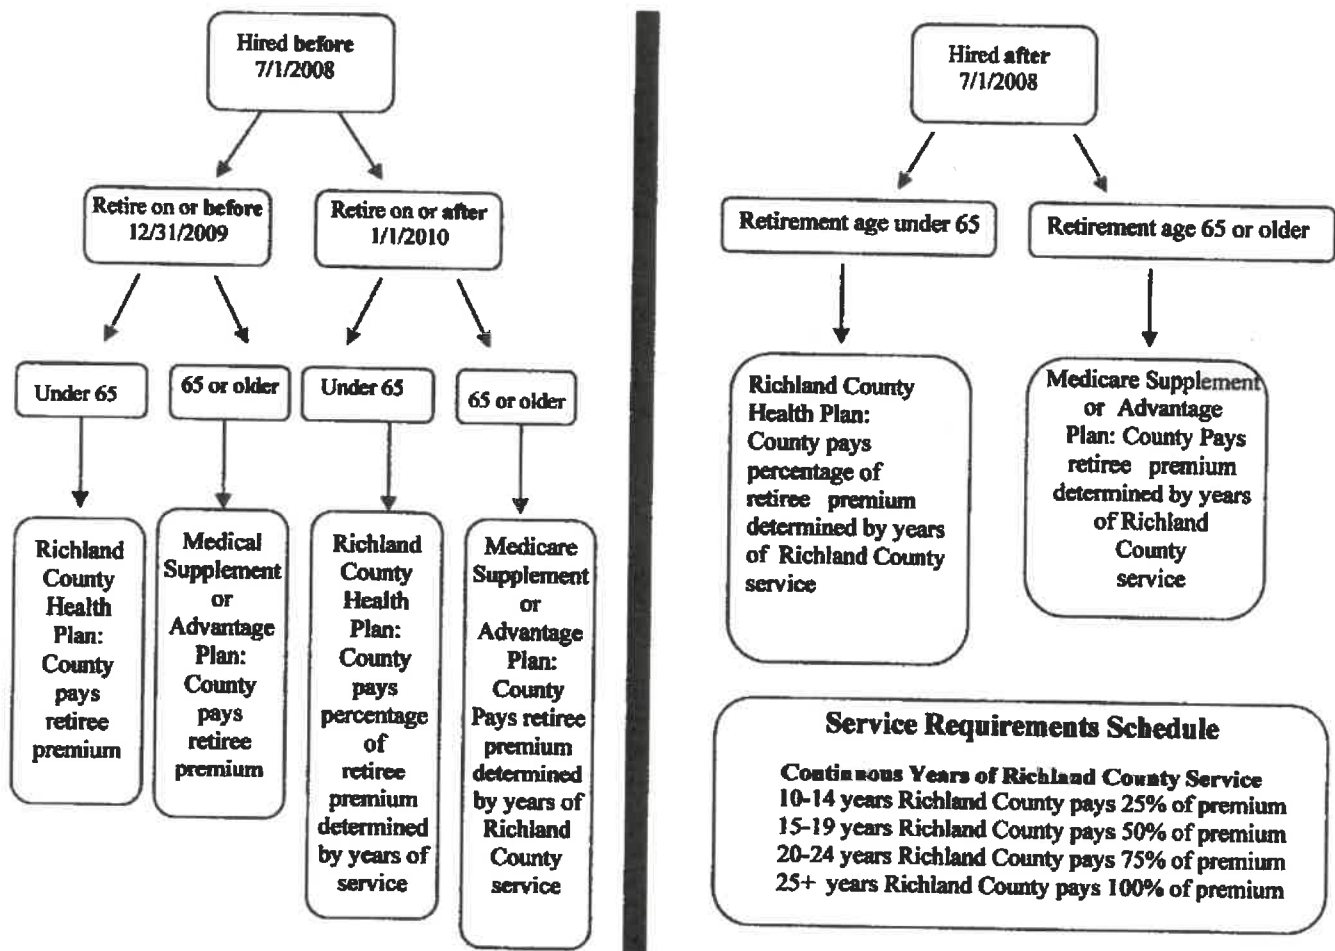 Hired before
7/1/2008
Retire on or before
12/31/2009
Retire on or after
1/1/2010
Under 65
65 or older
Under 65
65 or older
Richland
County
Health
Plan:
County
pays
retiree
premium
Medical
Supplement
or
Advantage
Plan:
County
pays
retiree
premium
Richland
County
Health
Plan:
County
pays
percentage
of
retiree
premium
determined
by years of
service
Medicare
Supplement
or
Advantage
Plan:
County
Pays retiree
premium
determined
by years of
Richland
County
service
Hired after
7/1/2008
Retirement age under 65
Retirement age 65 or older
Richland County
Health Plan:
County pays
percentage of
retiree premium
determined by years
of Richland County
service
Medicare Supplement
or Advantage
Plan: County Pays
retiree premium
determined by years
of Richland
County
service
Service Requirements Schedule
Continuous Years of Richland County Service
10-14 years Richland County pays 25% of premium
15-19 years Richland County pays 50% of premium
20-24 years Richland County pays 75% of premium
25+ years Richland County pays 100% of premium